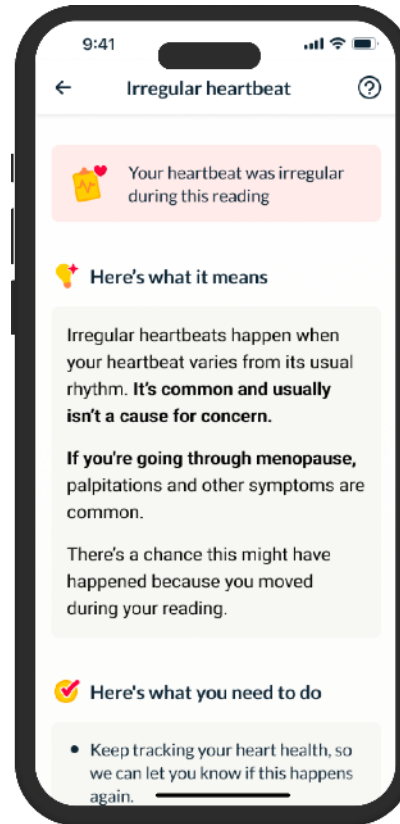 9:41
Irregular heartbeat
Your heartbeat was irregular
during this reading
Here's what it means
Irregular heartbeats happen when
your heartbeat varies from its usual
rhythm. It's common and usually
isn't a cause for concern.
If you're going through menopause,
palpitations and other symptoms are
common.
There's a chance this might have
happened because you moved
during your reading.
Here's what you need to do
• Keep tracking your heart health, so
we can let you know if this happens
again.